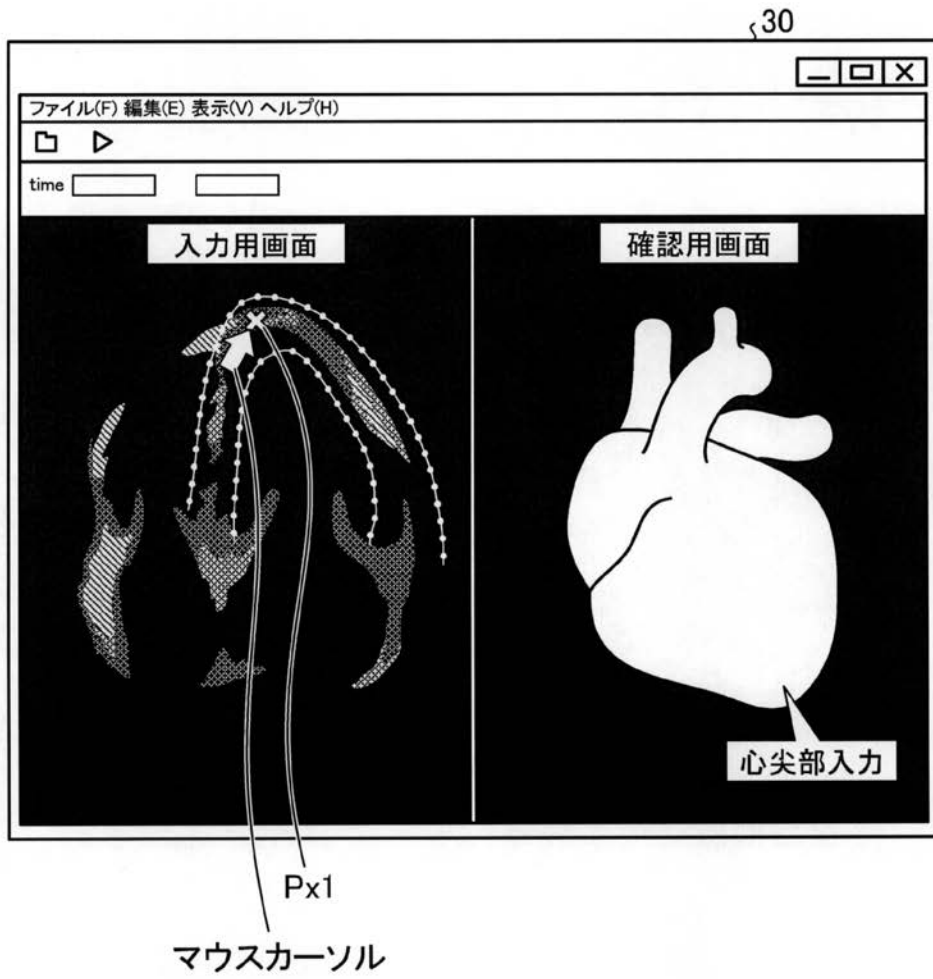 30
ファイル(F) 編集(E) 表示(V) ヘルプ(H)
time
入力用画面
確認用画面
心尖部入力
Px1
マウスカーソル